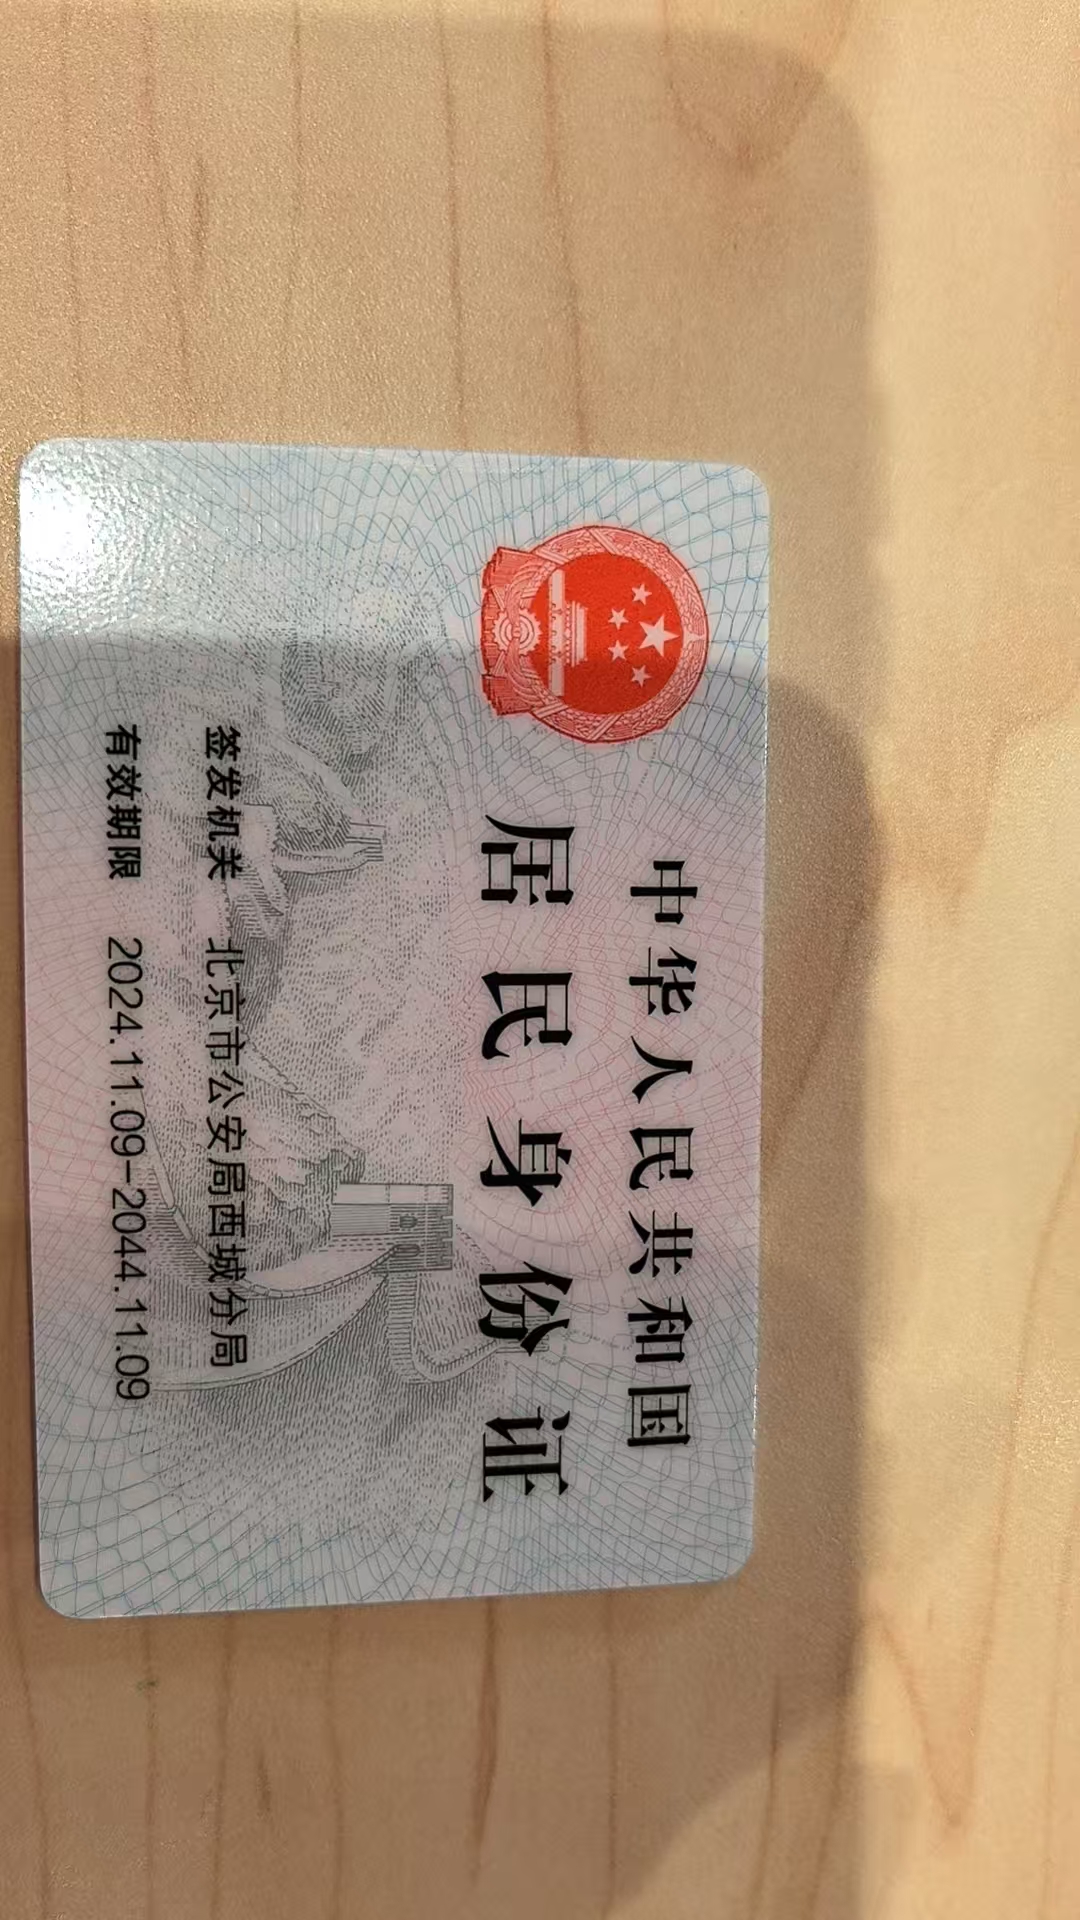 中华人民共和国
居民身份证
签发机关 北京市公安局西城分局
有效期限 2024.11.09-2044.11.09